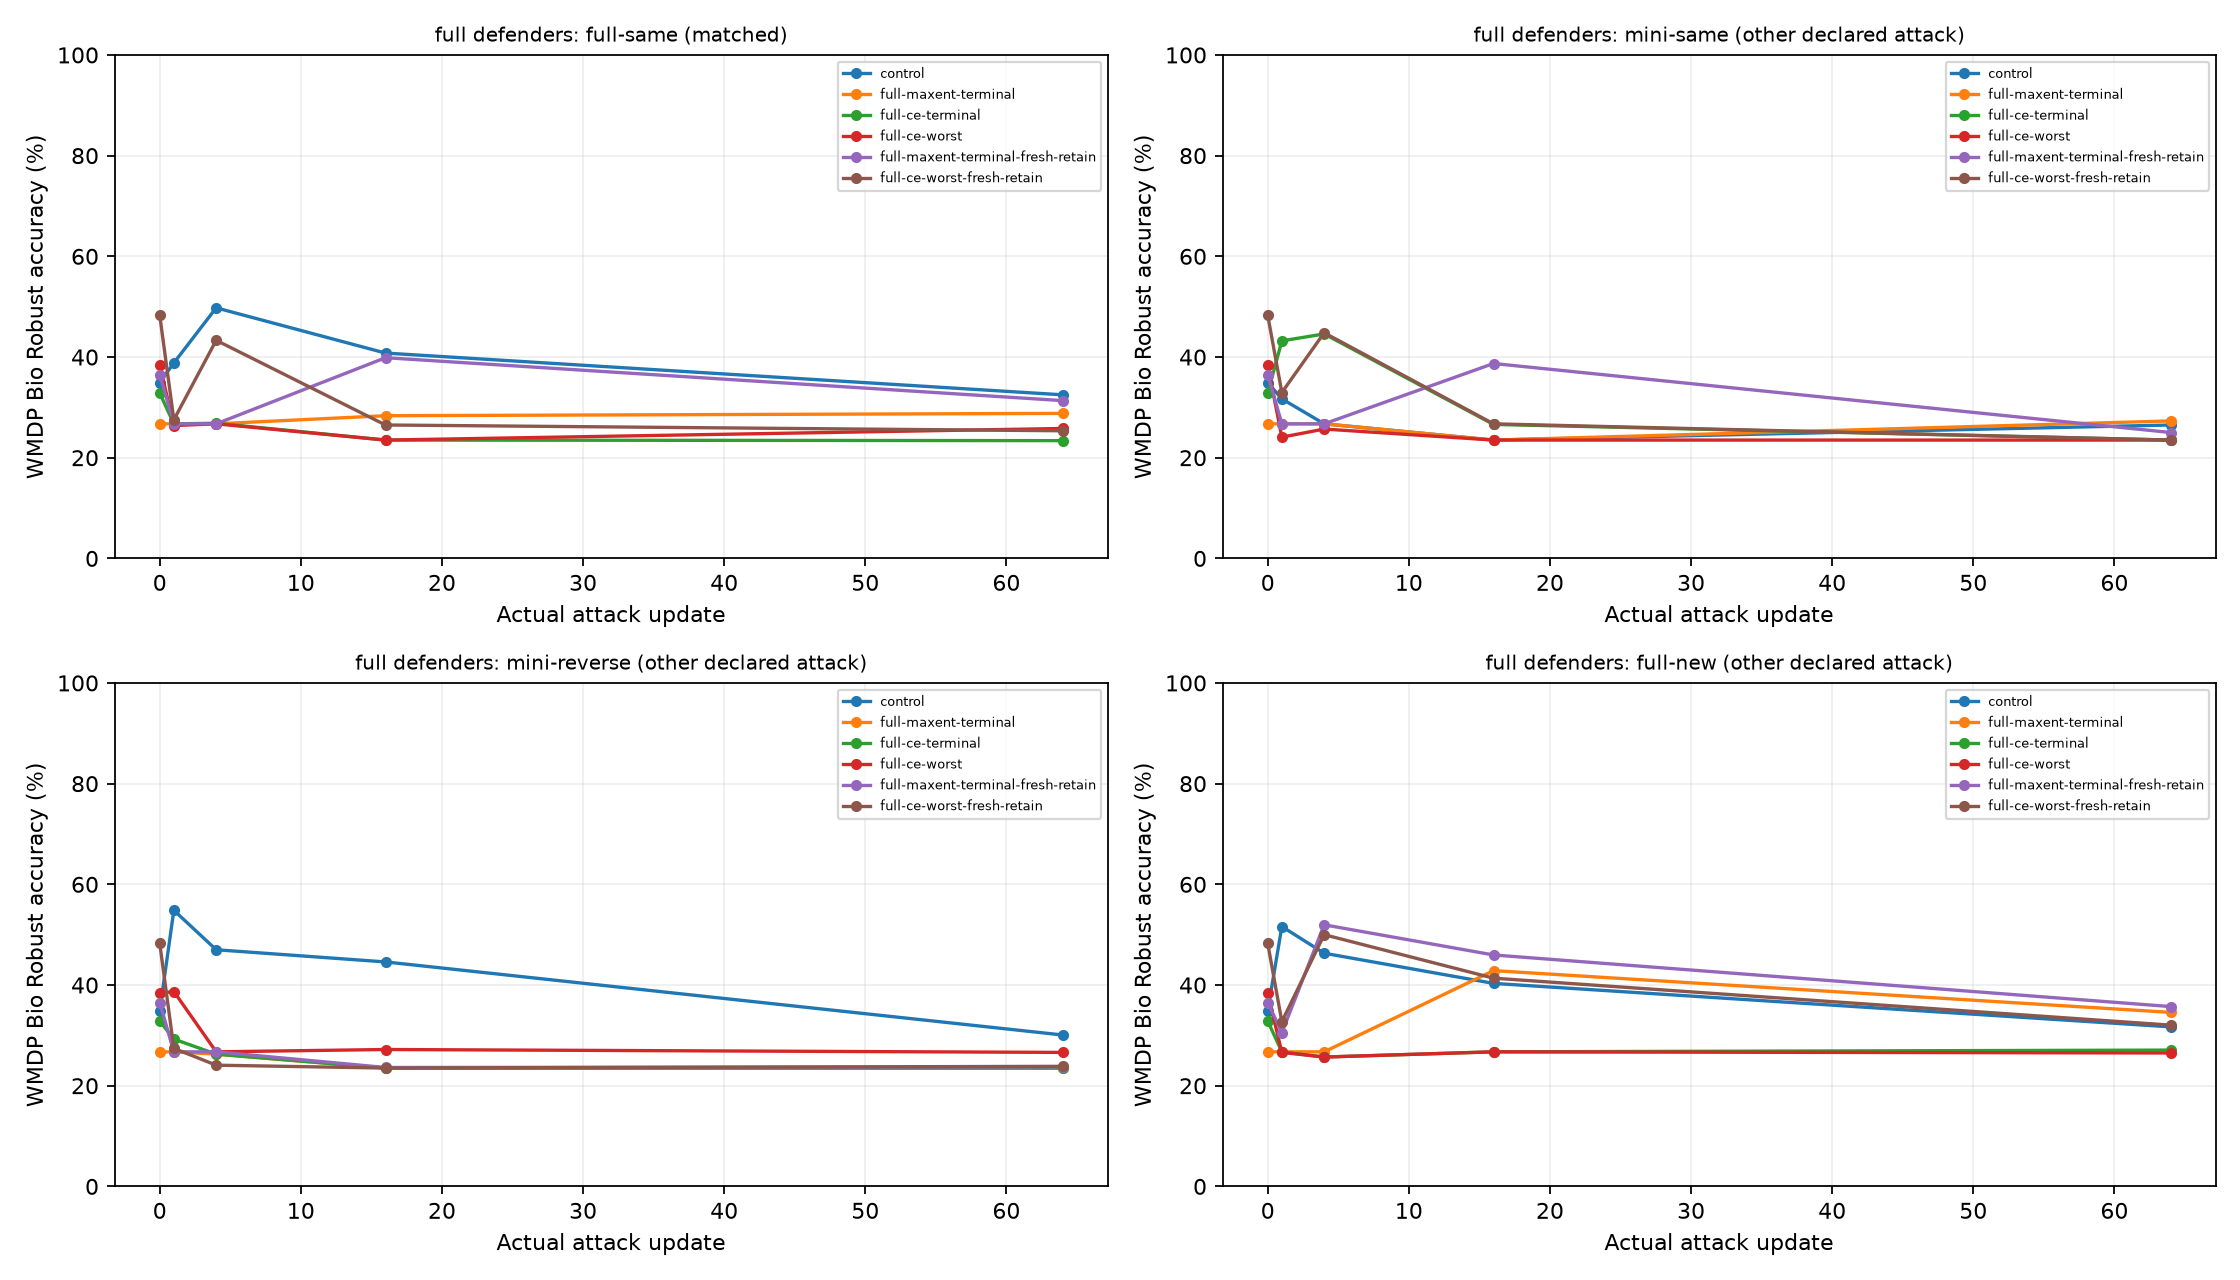 full defenders: full-same (matched)
WMDP Bio Robust accuracy (%)
100
80
60
40
20
0
control
full-maxent-terminal
full-ce-terminal
full-ce-worst
full-maxent-terminal-fresh-retain
full-ce-worst-fresh-retain
0 10 20 30 40 50 60
Actual attack update
full defenders: mini-same (other declared attack)
WMDP Bio Robust accuracy (%)
100
80
60
40
20
0
control
full-maxent-terminal
full-ce-terminal
full-ce-worst
full-maxent-terminal-fresh-retain
full-ce-worst-fresh-retain
0 10 20 30 40 50 60
Actual attack update
full defenders: mini-reverse (other declared attack)
WMDP Bio Robust accuracy (%)
100
80
60
40
20
0
control
full-maxent-terminal
full-ce-terminal
full-ce-worst
full-maxent-terminal-fresh-retain
full-ce-worst-fresh-retain
0 10 20 30 40 50 60
Actual attack update
full defenders: full-new (other declared attack)
WMDP Bio Robust accuracy (%)
100
80
60
40
20
0
control
full-maxent-terminal
full-ce-terminal
full-ce-worst
full-maxent-terminal-fresh-retain
full-ce-worst-fresh-retain
0 10 20 30 40 50 60
Actual attack update